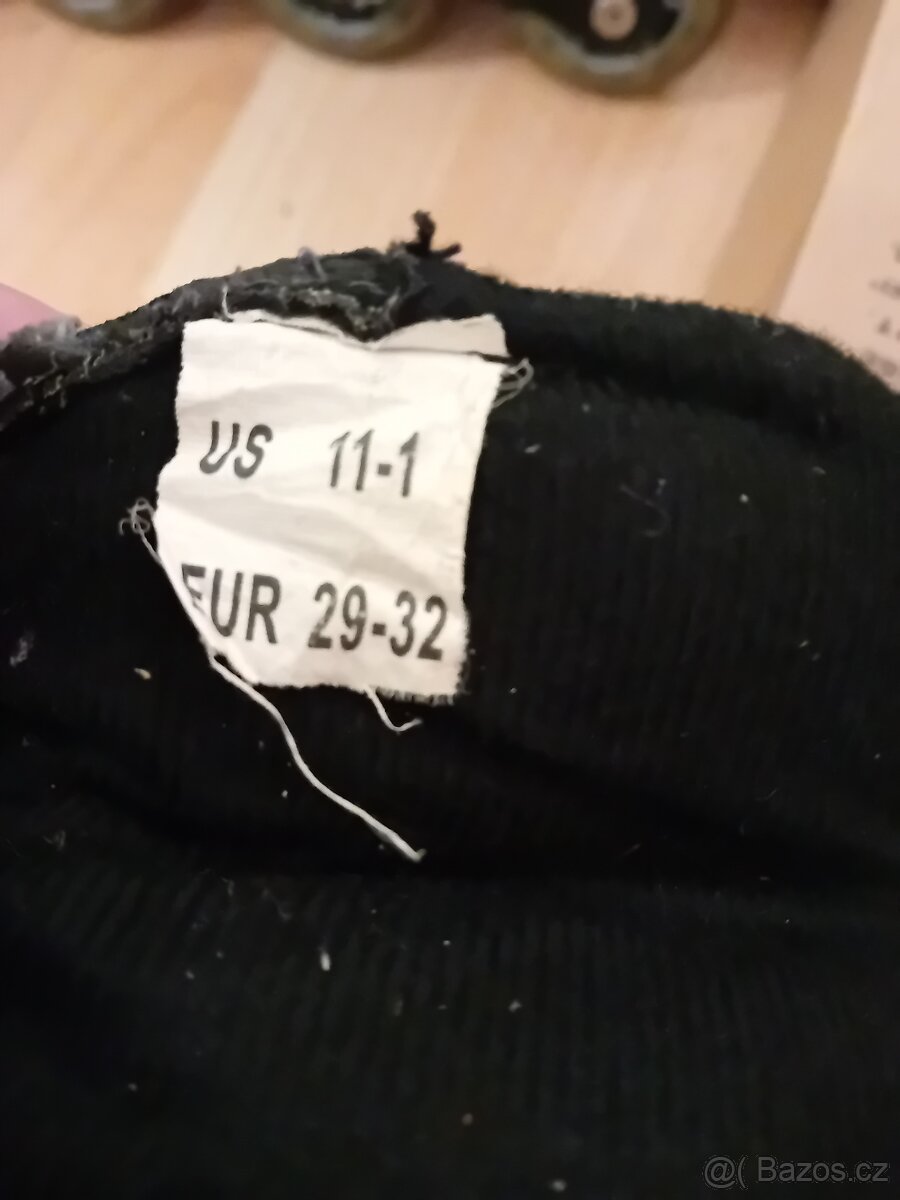 US 11-1
EUR 29-32
@( Bazos.cz